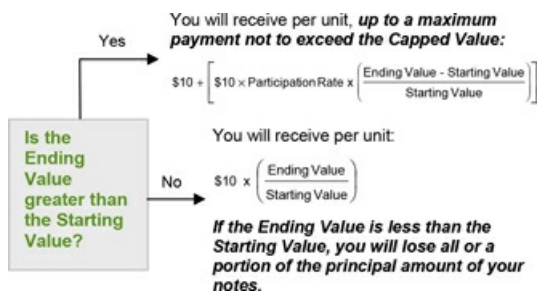 You will receive per unit, up to a maximum
payment not to exceed the Capped Value:
Yes
$10 + [ $10 × Participation Rate x ( Ending Value - Starting Value / Starting Value ) ]
Is the
Ending
Value
greater than
the Starting
Value?
You will receive per unit:
No
$10 x ( Ending Value / Starting Value )
If the Ending Value is less than the
Starting Value, you will lose all or a
portion of the principal amount of your
notes.